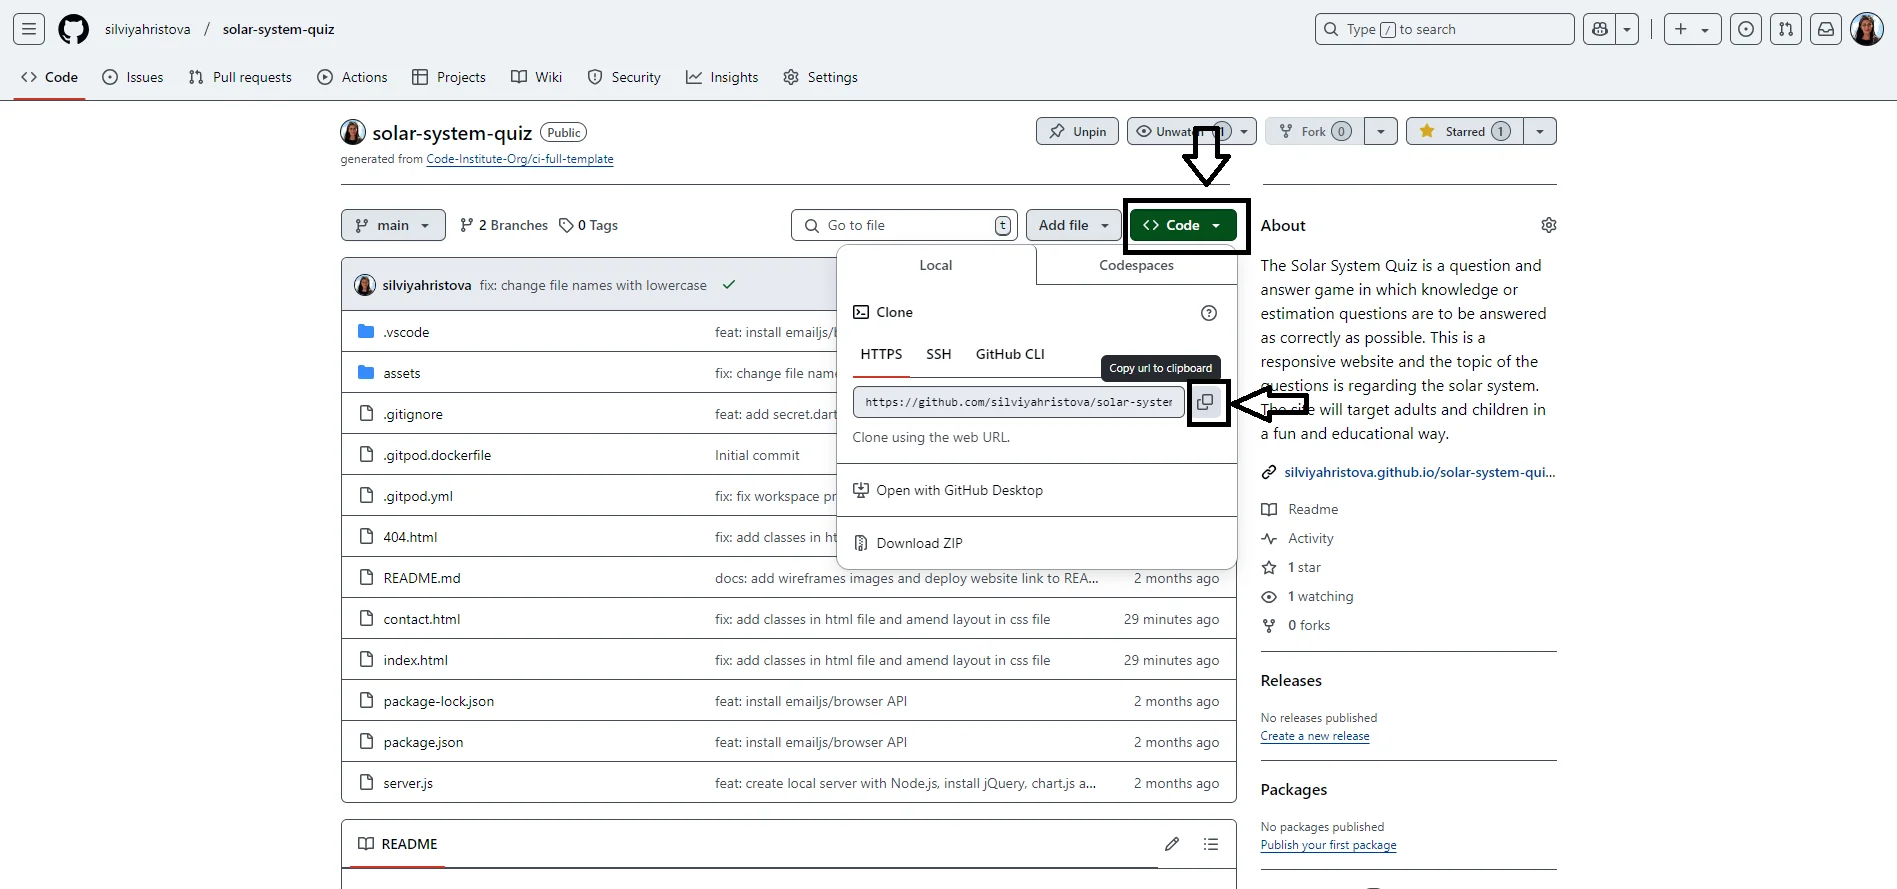 silviyahristova / solar-system-quiz
Type / to search
Code Issues Pull requests Actions Projects Wiki Security Insights Settings
solar-system-quiz Public
generated from Code-Institute-Org/ci-full-template
Unpin
Unwatch 1
Fork 0
Starred 1
main
2 Branches
0 Tags
Go to file t
Add file
Code
Local
Codespaces
Clone
HTTPS SSH GitHub CLI
Copy url to clipboard
https://github.com/silviyahristova/solar-system
Clone using the web URL.
Open with GitHub Desktop
Download ZIP
silviyahristova fix: change file names with lowercase
.vscode feat: install emailjs/b
assets fix: change file name
.gitignore feat: add secret.dart
.gitpod.dockerfile Initial commit
.gitpod.yml fix: fix workspace pr
404.html fix: add classes in ht
README.md docs: add wireframes images and deploy website link to REA... 2 months ago
contact.html fix: add classes in html file and amend layout in css file 29 minutes ago
index.html fix: add classes in html file and amend layout in css file 29 minutes ago
package-lock.json feat: install emailjs/browser API 2 months ago
package.json feat: install emailjs/browser API 2 months ago
server.js feat: create local server with Node.js, install jQuery, chart.js a... 2 months ago
README
About
The Solar System Quiz is a question and
answer game in which knowledge or
estimation questions are to be answered
as correctly as possible. This is a
responsive website and the topic of the
questions is regarding the solar system.
The site will target adults and children in
a fun and educational way.
silviyahristova.github.io/solar-system-qui...
Readme
Activity
1 star
1 watching
0 forks
Releases
No releases published
Create a new release
Packages
No packages published
Publish your first package